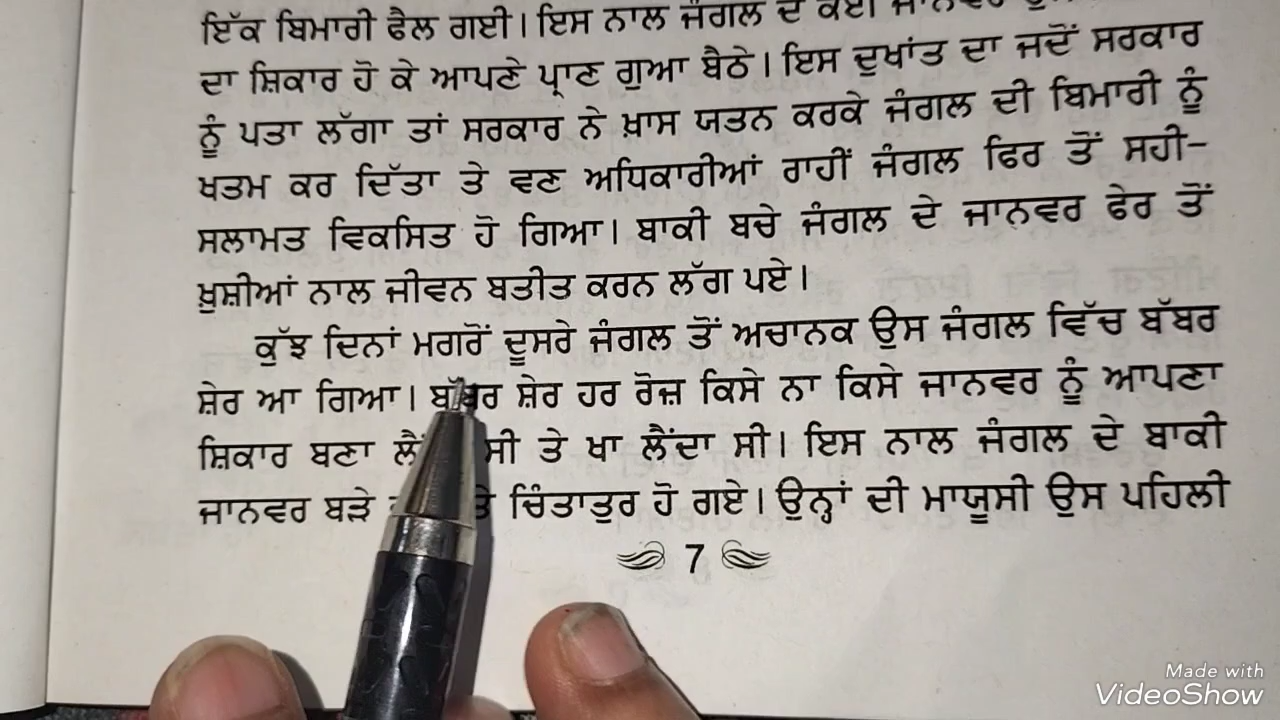 ਇੱਕ ਬਿਮਾਰੀ ਫੈਲ ਗਈ। ਇਸ ਨਾਲ ਜੰਗਲ ਦੇ ਕਈ ਜਾਨਵਰ
ਦਾ ਸ਼ਿਕਾਰ ਹੋ ਕੇ ਆਪਣੇ ਪ੍ਰਾਣ ਗੁਆ ਬੈਠੇ। ਇਸ ਦੁਖਾਂਤ ਦਾ ਜਦੋਂ ਸਰਕਾਰ
ਨੂੰ ਪਤਾ ਲੱਗਾ ਤਾਂ ਸਰਕਾਰ ਨੇ ਖ਼ਾਸ ਯਤਨ ਕਰਕੇ ਜੰਗਲ ਦੀ ਬਿਮਾਰੀ ਨੂੰ
ਖਤਮ ਕਰ ਦਿੱਤਾ ਤੇ ਵਣ ਅਧਿਕਾਰੀਆਂ ਰਾਹੀਂ ਜੰਗਲ ਫਿਰ ਤੋਂ ਸਹੀ-
ਸਲਾਮਤ ਵਿਕਸਿਤ ਹੋ ਗਿਆ। ਬਾਕੀ ਬਚੇ ਜੰਗਲ ਦੇ ਜਾਨਵਰ ਫੇਰ ਤੋਂ
ਖ਼ੁਸ਼ੀਆਂ ਨਾਲ ਜੀਵਨ ਬਤੀਤ ਕਰਨ ਲੱਗ ਪਏ।
ਕੁੱਝ ਦਿਨਾਂ ਮਗਰੋਂ ਦੂਸਰੇ ਜੰਗਲ ਤੋਂ ਅਚਾਨਕ ਉਸ ਜੰਗਲ ਵਿੱਚ ਬੱਬਰ
ਸ਼ੇਰ ਆ ਗਿਆ। ਬੱਬਰ ਸ਼ੇਰ ਹਰ ਰੋਜ਼ ਕਿਸੇ ਨਾ ਕਿਸੇ ਜਾਨਵਰ ਨੂੰ ਆਪਣਾ
ਸ਼ਿਕਾਰ ਬਣਾ ਸੀ ਤੇ ਖਾ ਲੈਂਦਾ ਸੀ। ਇਸ ਨਾਲ ਜੰਗਲ ਦੇ ਬਾਕੀ
ਜਾਨਵਰ ਬੜੇ ਚਿੰਤਾਤੁਰ ਹੋ ਗਏ। ਉਨ੍ਹਾਂ ਦੀ ਮਾਯੂਸੀ ਉਸ ਪਹਿਲੀ
7
Made with
VideoShow